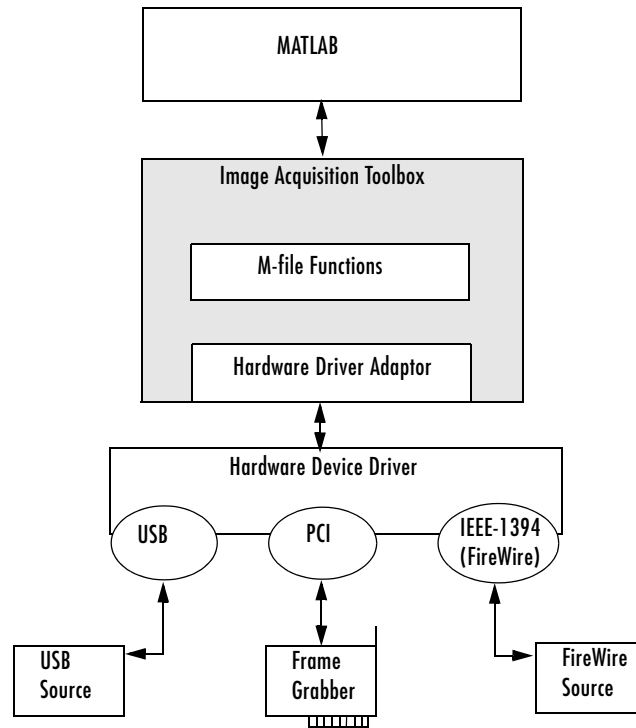 MATLAB
Image Acquisition Toolbox
M-file Functions
Hardware Driver Adaptor
Hardware Device Driver
USB
PCI
IEEE-1394
(FireWire)
USB
Source
Frame
Grabber
FireWire
Source